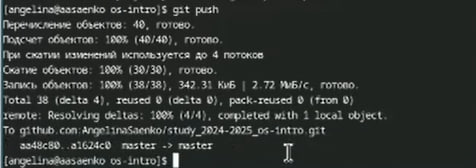 [angelina@aasaenko os-intro]$ git push
Перечисление объектов: 40, готово.
Подсчет объектов: 100% (40/40), готово.
При сжатии изменений используется до 4 потоков
Сжатие объектов: 100% (30/30), готово.
Запись объектов: 100% (38/38), 342.31 КиБ | 2.72 МиБ/с, готово.
Total 38 (delta 4), reused 0 (delta 0), pack-reused 0 (from 0)
remote: Resolving deltas: 100% (4/4), completed with 1 local object.
To github.com:AngelinaSaenko/study_2024-2025_os-intro.git
aa48c80..a1624c0  master -> master
[angelina@aasaenko os-intro]$